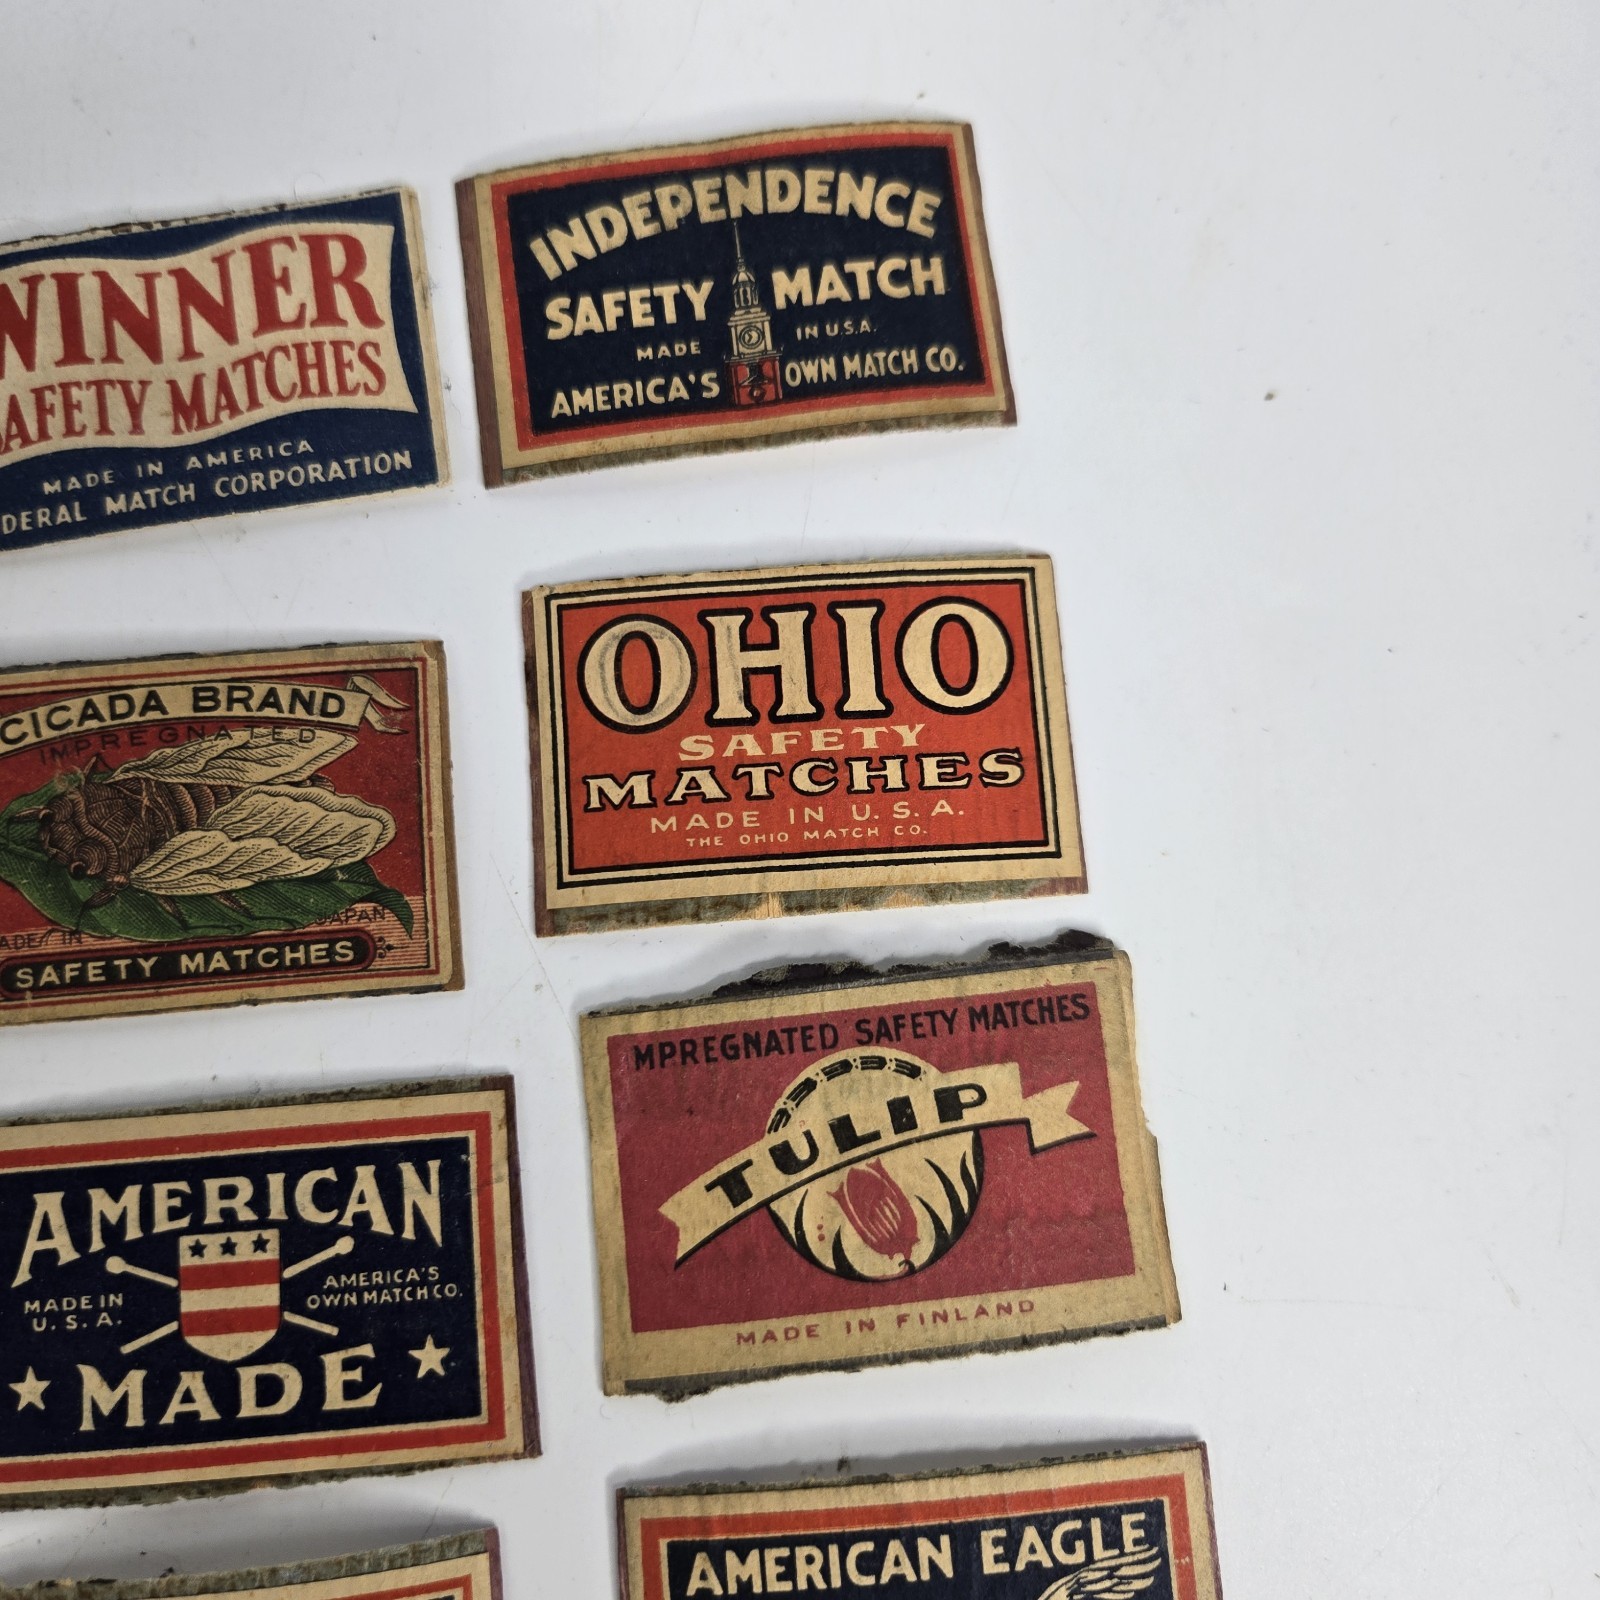 WINNER
SAFETY MATCHES
MADE IN AMERICA
DERAL MATCH CORPORATION
INDEPENDENCE
SAFETY MATCH
MADE IN U.S.A.
AMERICA'S OWN MATCH CO.
CICADA BRAND
IMPREGNATED
ADE IN JAPAN
SAFETY MATCHES
OHIO
SAFETY
MATCHES
MADE IN U.S.A.
THE OHIO MATCH CO.
AMERICAN
MADE IN
U.S.A.
AMERICA'S
OWN MATCH CO.
MADE
MPREGNATED SAFETY MATCHES
TULIP
MADE IN FINLAND
AMERICAN EAGLE